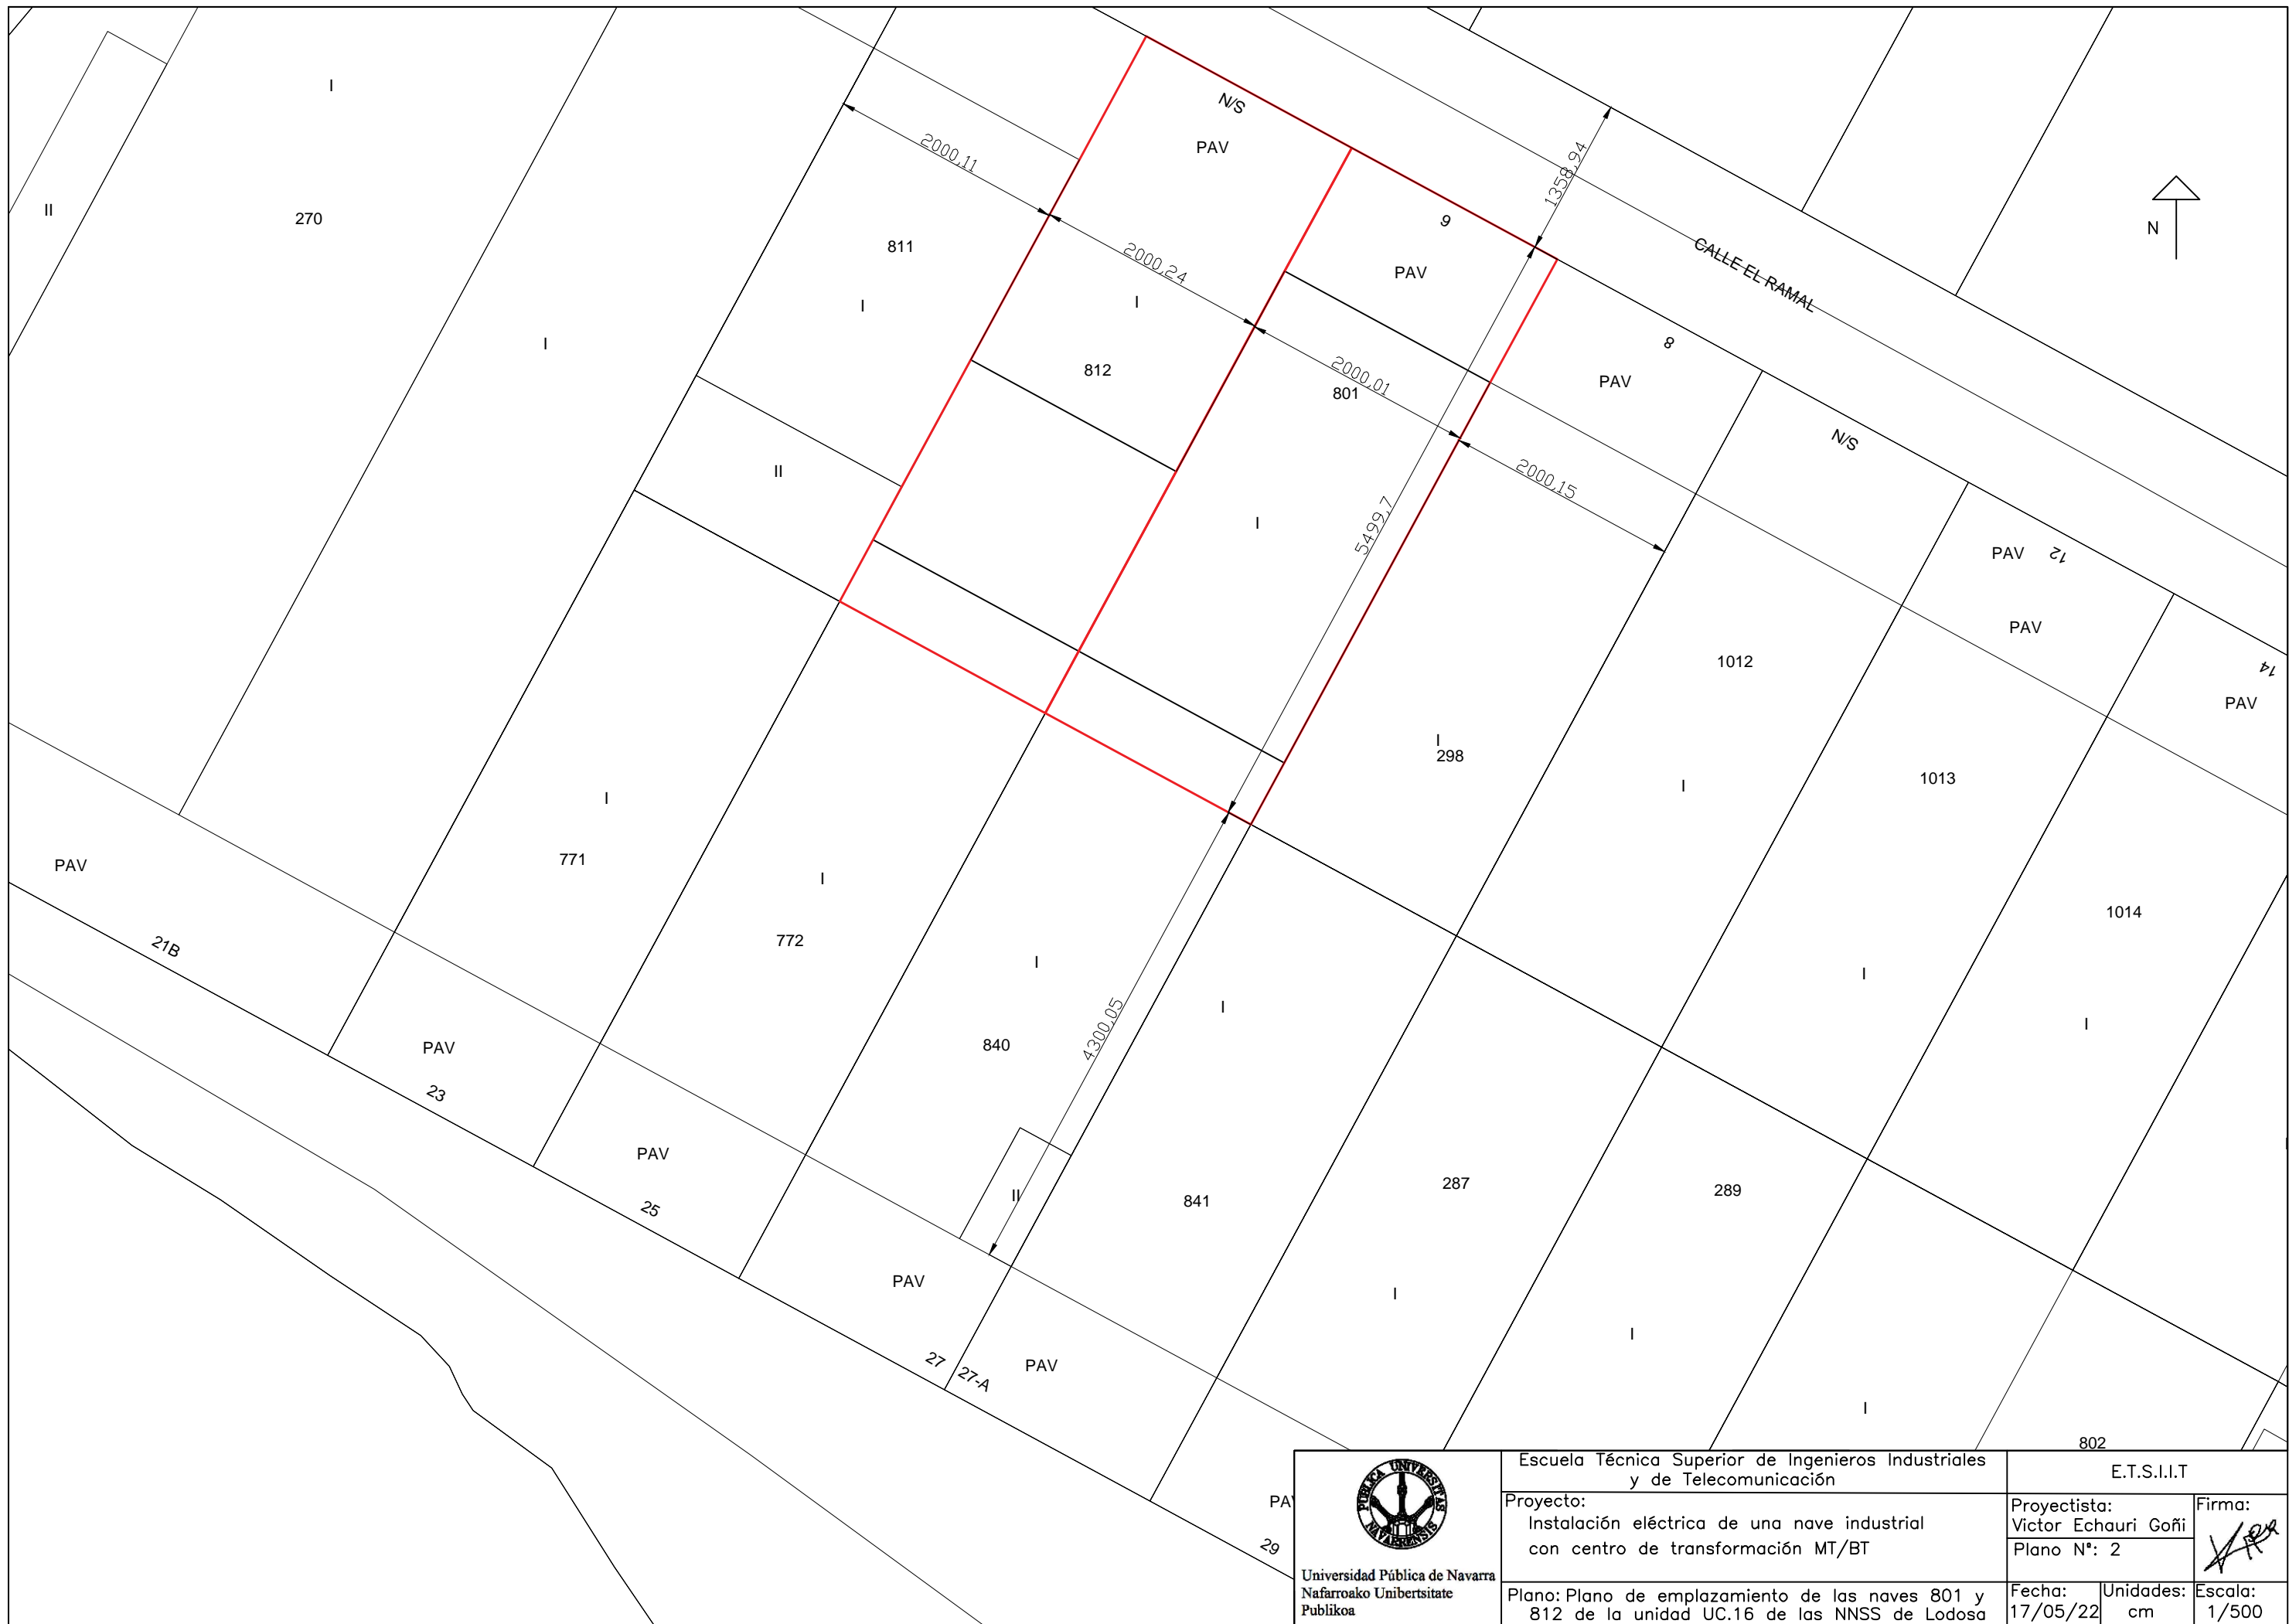 I
II
270
I
2000,11
811
I
II
N/S
PAV
2000,24
I
812
9
PAV
1358,94
CALLE EL RAMAL
N
2000,01
801
I
5499,7
8
PAV
2000,15
N/S
PAV
12
PAV
14
PAV
1012
I
298
I
1013
1014
I
I
PAV
21B
I
771
I
772
PAV
23
I
840
4300,05
I
PAV
25
II
841
287
289
PAV
27
27-A
PAV
I
I
I
802
PAV
29
PUBLICA UNIVERSITAS NAVARRENSIS
Universidad Pública de Navarra
Nafarroako Unibertsitate
Publikoa
Escuela Técnica Superior de Ingenieros Industriales
y de Telecomunicación
E.T.S.I.I.T
Proyecto:
Instalación eléctrica de una nave industrial
con centro de transformación MT/BT
Proyectista:
Victor Echauri Goñi
Firma:
Plano Nº: 2
Plano: Plano de emplazamiento de las naves 801 y
812 de la unidad UC.16 de las NNSS de Lodosa
Fecha:
17/05/22
Unidades:
cm
Escala:
1/500